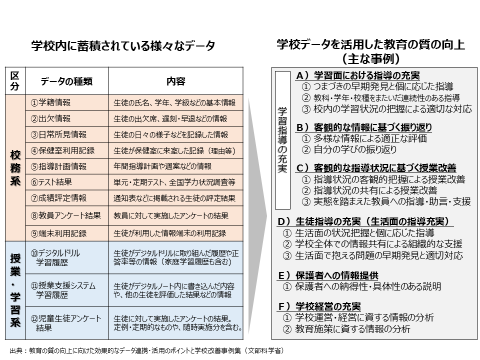 学校内に蓄積されている様々なデータ
区分
データの種類
内容
校務系
①学籍情報
生徒の氏名、学年、学級などの基本情報
②出欠情報
生徒の出欠席、遅刻・早退などの情報
③日常所見情報
生徒の日々の様子などを記録した情報
④保健室利用記録
生徒が保健室に来室した記録（理由等）
⑤指導計画情報
年間指導計画や週案などの情報
⑥テスト結果
単元・定期テスト、全国学力状況調査等
⑦成績評定情報
通知表などに掲載される生徒の評定結果
⑧教員アンケート結果
教員に対して実施したアンケートの結果
⑨端末利用記録
生徒が利用した情報端末の利用記録
授業・学習系
⑩デジタルドリル
学習履歴
生徒がデジタルドリルに取り組んだ履歴や正
答率等の情報（家庭学習履歴も含む）
⑪授業支援システム
学習履歴
生徒がデジタルノート内に書き込んだ内容
や、他の生徒を評価した結果などの情報
⑫児童生徒アンケート
結果
生徒に対して実施したアンケートの結果。
定例・定期的なものや、随時実施分を含む。
学校データを活用した教育の質の向上
（主な事例）
学習指導の充実
Ａ）学習面における指導の充実
① つまづきの早期発見と個に応じた指導
② 教科・学年・校種をまたいだ連続性のある指導
③ 校内の学習状況の把握による適切な対応
Ｂ）客観的な情報に基づく振り返り
① 多様な情報による適正な評価
② 自分の学びの振り返り
Ｃ）客観的な指導状況に基づく授業改善
① 指導状況の客観的把握による授業改善
② 指導状況の共有による授業改善
③ 実態を踏まえた教員への指導・助言・支援
Ｄ）生徒指導の充実（生活面の指導充実）
① 生活面の状況把握と個に応じた指導
② 学校全体での情報共有による組織的な支援
③ 生活面で抱える問題の早期発見と適切対応
Ｅ）保護者への情報提供
① 保護者への納得性・具体性のある説明
Ｆ）学校経営の充実
① 学校運営・経営に資する情報の分析
② 教育施策に資する情報の分析
出典：教育の質の向上に向けた効果的なデータ連携・活用のポイントと学校改善事例集（文部科学省）